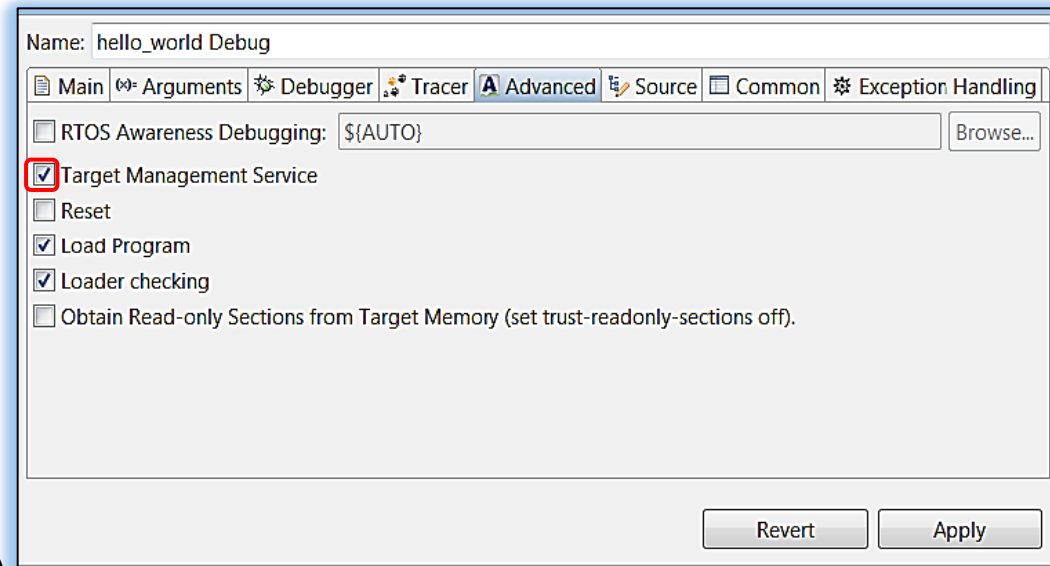 Name: hello_world Debug
Main (x)= Arguments Debugger Tracer Advanced Source Common Exception Handling
RTOS Awareness Debugging: ${AUTO} Browse...
Target Management Service
Reset
Load Program
Loader checking
Obtain Read-only Sections from Target Memory (set trust-readonly-sections off).
Revert Apply